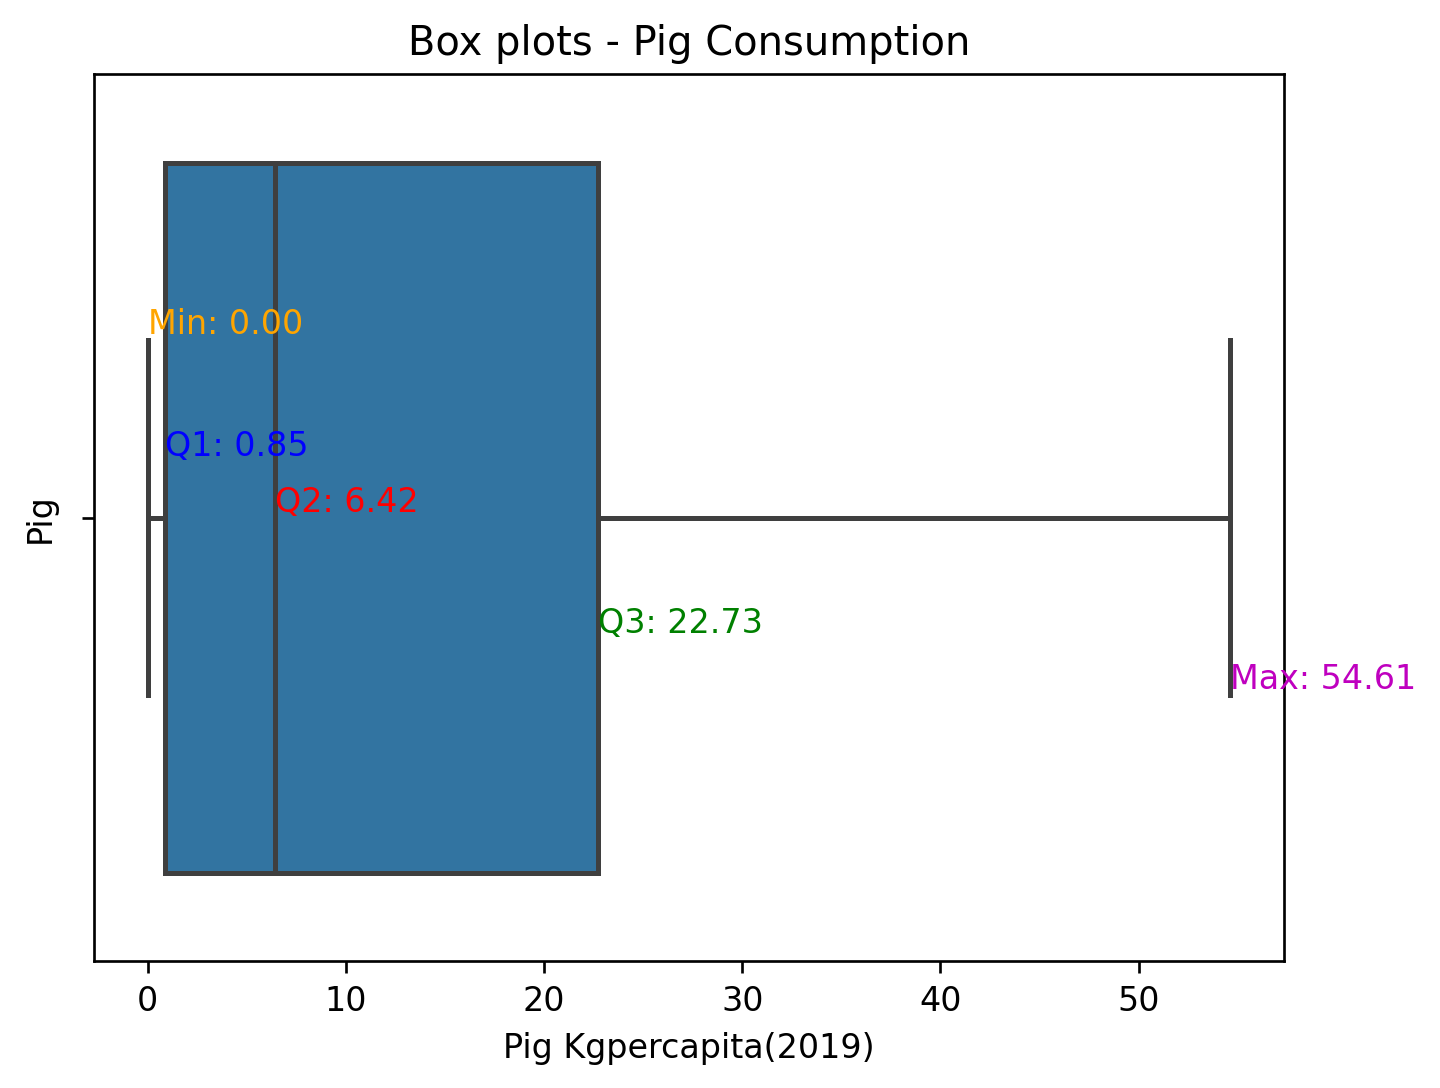 Box plots - Pig Consumption
Min: 0.00
Q1: 0.85
Q2: 6.42
Pig
Q3: 22.73
Max: 54.61
0 10 20 30 40 50
Pig Kgpercapita(2019)